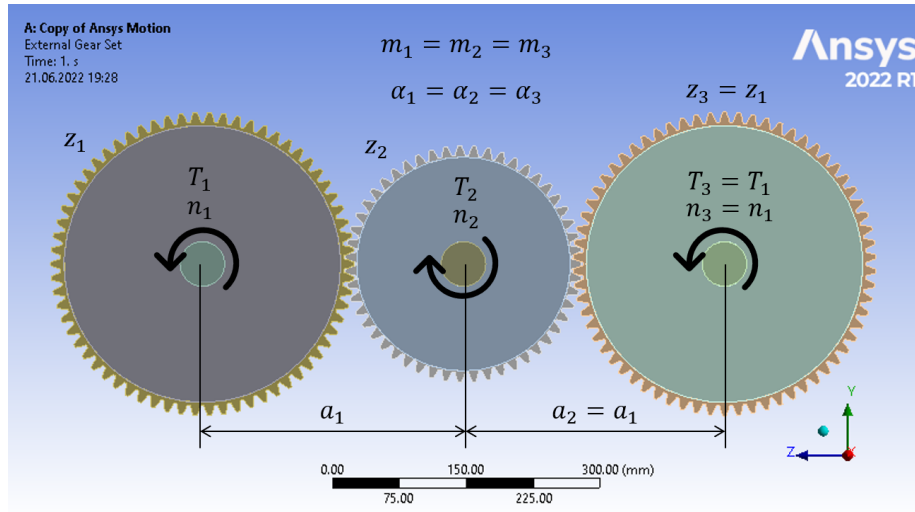 A: Copy of Ansys Motion
External Gear Set
Time: 1. s
21.06.2022 19:28
m₁ = m₂ = m₃
α₁ = α₂ = α₃
Ansys
2022 R1
z₃ = z₁
z₁
z₂
T₁
n₁
T₂
n₂
T₃ = T₁
n₃ = n₁
a₁
a₂ = a₁
0.00 150.00 300.00 (mm)
75.00 225.00
Y
Z
X